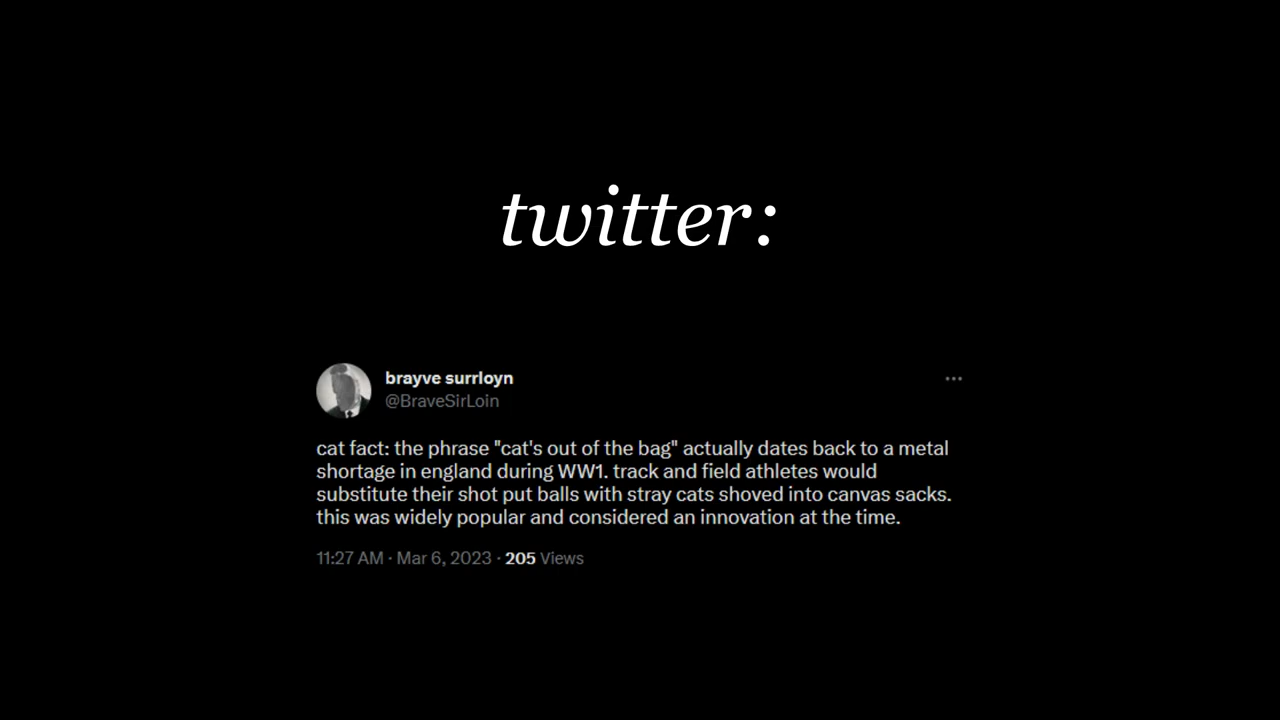 twitter:
brayve surrloyn
@BraveSirLoin
cat fact: the phrase "cat's out of the bag" actually dates back to a metal
shortage in england during WW1. track and field athletes would
substitute their shot put balls with stray cats shoved into canvas sacks.
this was widely popular and considered an innovation at the time.
11:27 AM · Mar 6, 2023 · 205 Views